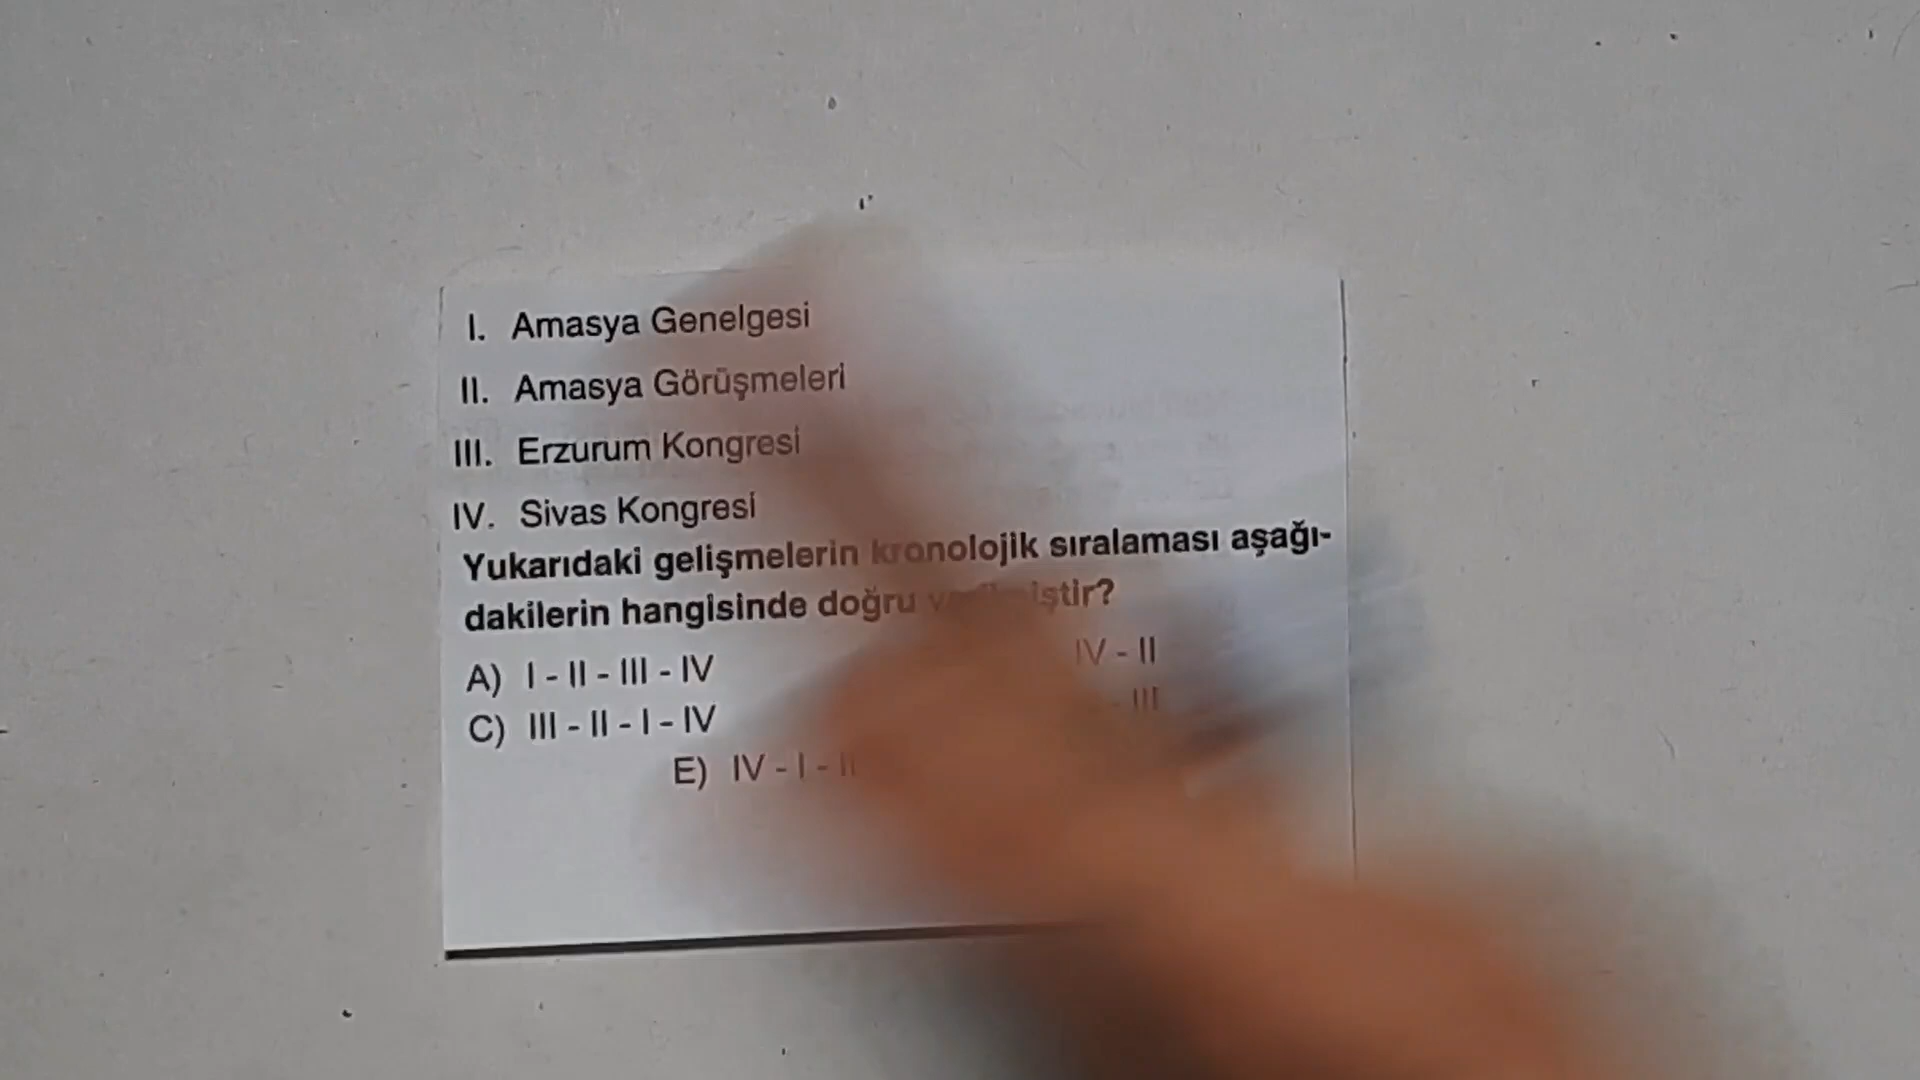 I. Amasya Genelgesi
II. Amasya Görüşmeleri
III. Erzurum Kongresi
IV. Sivas Kongresi
Yukarıdaki gelişmelerin kronolojik sıralaması aşağı-
dakilerin hangisinde doğru
A) I - II - III - IV IV - II
C) III - II - I - IV - III
E) IV - I -